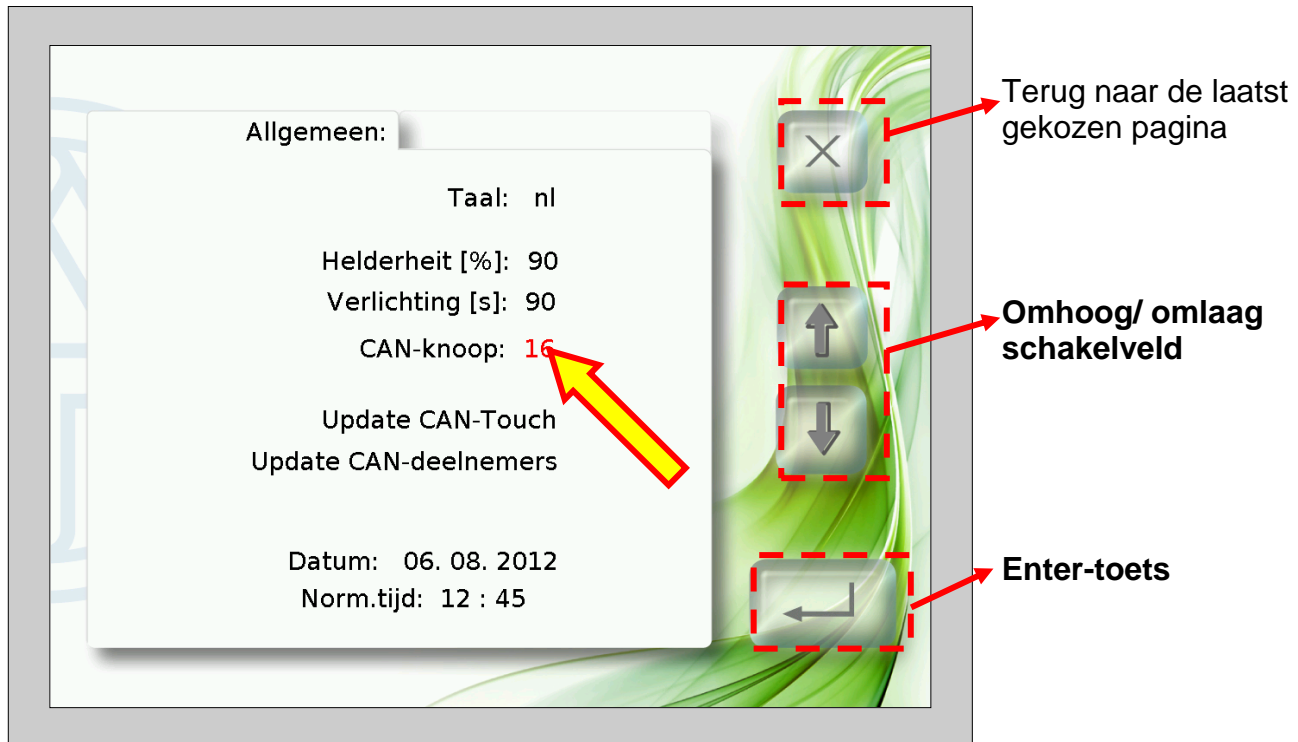 Allgemeen:
Taal: nl
Helderheit [%]: 90
Verlichting [s]: 90
CAN-knoop: 16
Update CAN-Touch
Update CAN-deelnemers
Datum: 06. 08. 2012
Norm.tijd: 12 : 45
Terug naar de laatst
gekozen pagina
Omhoog/ omlaag
schakelveld
Enter-toets